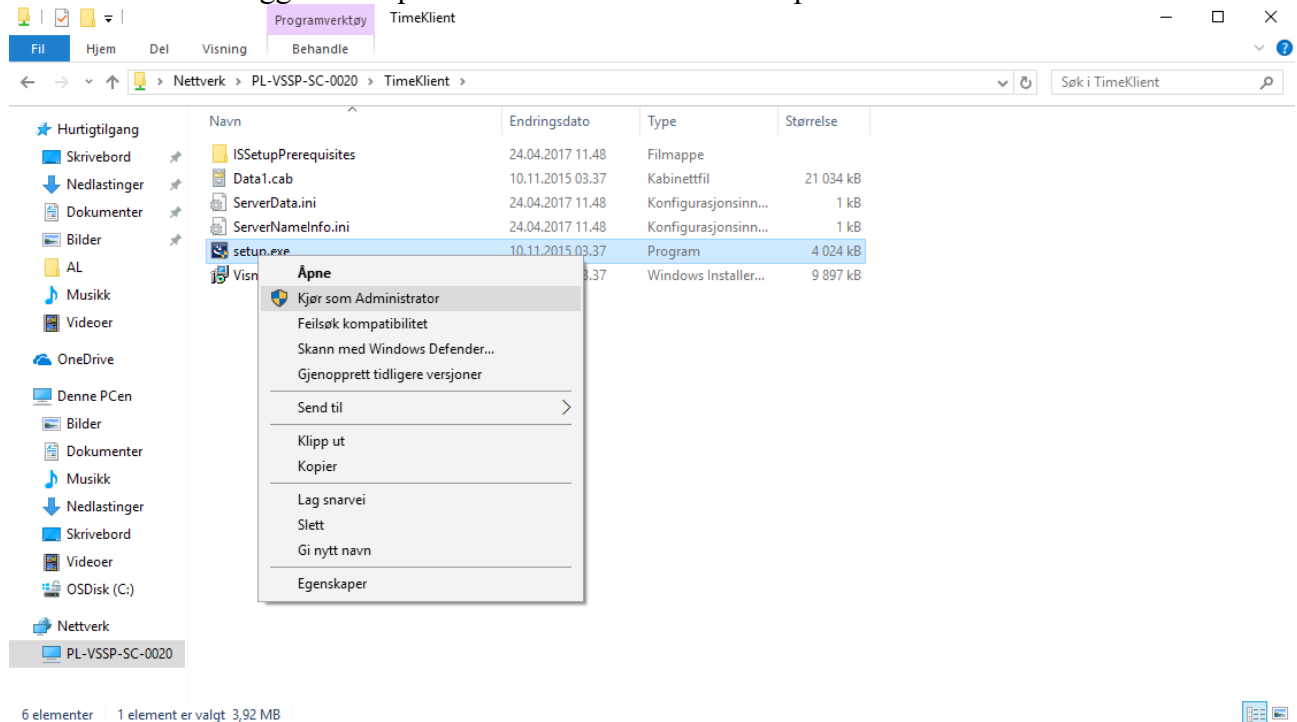 Programverktøy TimeKlient
Fil Hjem Del Visning Behandle
Nettverk > PL-VSSP-SC-0020 > TimeKlient >
Søk i TimeKlient
Hurtigtilgang
Skrivebord
Nedlastinger
Dokumenter
Bilder
AL
Musikk
Videoer
OneDrive
Denne PCen
Bilder
Dokumenter
Musikk
Nedlastinger
Skrivebord
Videoer
OSDisk (C:)
Nettverk
PL-VSSP-SC-0020
Navn Endringsdato Type Størrelse
ISSetupPrerequisites 24.04.2017 11.48 Filmappe
Data1.cab 10.11.2015 03.37 Kabinettfil 21 034 kB
ServerData.ini 24.04.2017 11.48 Konfigurasjonsinn... 1 kB
ServerNameInfo.ini 24.04.2017 11.48 Konfigurasjonsinn... 1 kB
setup.exe 10.11.2015 03.37 Program 4 024 kB
Windows Installer... 9 897 kB
Åpne
Kjør som Administrator
Feilsøk kompatibilitet
Skann med Windows Defender...
Gjenopprett tidligere versjoner
Send til
Klipp ut
Kopier
Lag snarvei
Slett
Gi nytt navn
Egenskaper
6 elementer 1 element er valgt 3,92 MB